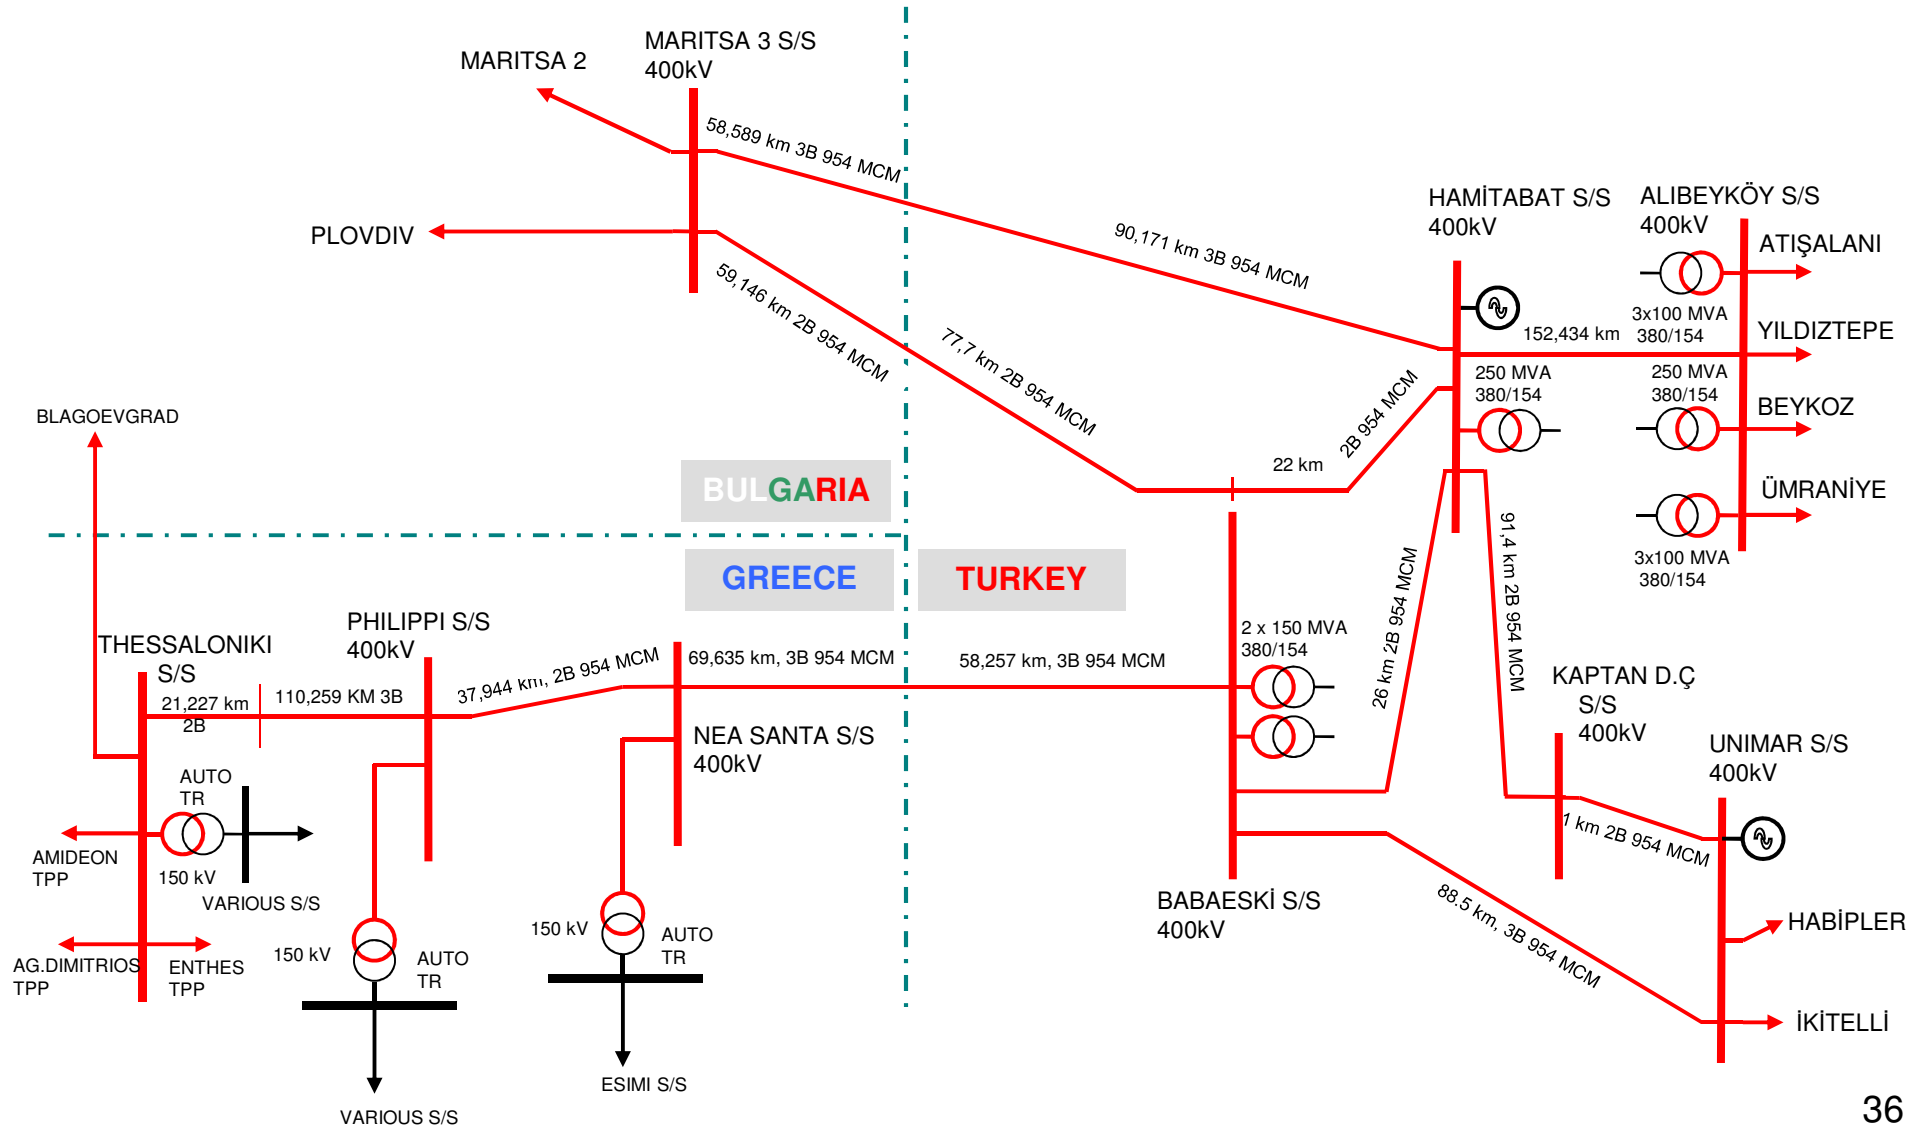 MARITSA 3 S/S
400kV
MARITSA 2
58,589 km 3B 954 MCM
PLOVDIV
59,146 km 2B 954 MCM
90,171 km 3B 954 MCM
77,7 km 2B 954 MCM
HAMİTABAT S/S
400kV
ALIBEYKÖY S/S
400kV
ATIŞALANI
3x100 MVA
380/154
152,434 km
YILDIZTEPE
250 MVA
380/154
250 MVA
380/154
BEYKOZ
2B 954 MCM
22 km
ÜMRANİYE
3x100 MVA
380/154
BLAGOEVGRAD
BULGARIA
GREECE
TURKEY
91,4 km 2B 954 MCM
26 km 2B 954 MCM
THESSALONIKI
S/S
PHILIPPI S/S
400kV
21,227 km
2B
110,259 KM 3B
37,944 km, 2B 954 MCM
69,635 km, 3B 954 MCM
58,257 km, 3B 954 MCM
2 x 150 MVA
380/154
NEA SANTA S/S
400kV
KAPTAN D.Ç
S/S
400kV
UNIMAR S/S
400kV
1 km 2B 954 MCM
AUTO
TR
150 kV
VARIOUS S/S
AMIDEON
TPP
AG.DIMITRIOS
TPP
ENTHES
TPP
150 kV
AUTO
TR
VARIOUS S/S
150 kV
AUTO
TR
ESIMI S/S
BABAESKİ S/S
400kV
88.5 km, 3B 954 MCM
HABİPLER
İKİTELLİ
36